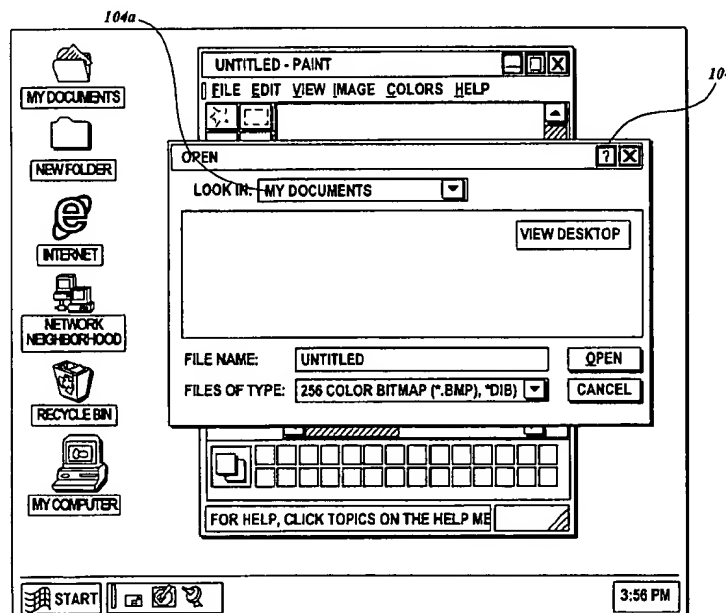 104a
104
MY DOCUMENTS
NEW FOLDER
INTERNET
NETWORK
NEIGHBORHOOD
RECYCLE BIN
MY COMPUTER
UNTITLED - PAINT
FILE EDIT VIEW IMAGE COLORS HELP
OPEN
?
LOOK IN: MY DOCUMENTS
VIEW DESKTOP
FILE NAME: UNTITLED OPEN
FILES OF TYPE: 256 COLOR BITMAP (*.BMP), *DIB) CANCEL
FOR HELP, CLICK TOPICS ON THE HELP ME
START
3:56 PM